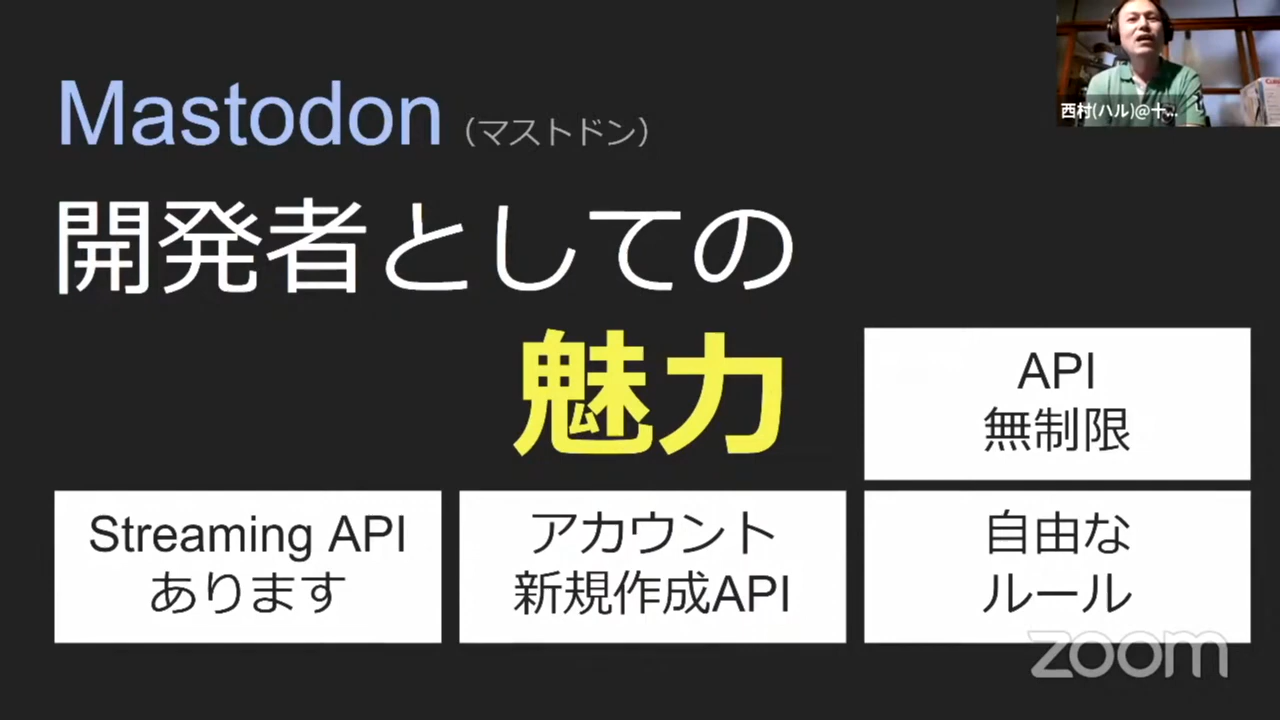 Mastodon（マストドン）
開発者としての
魅力
API
無制限
Streaming API
あります
アカウント
新規作成API
自由な
ルール
西村(ハル)@十...
zoom